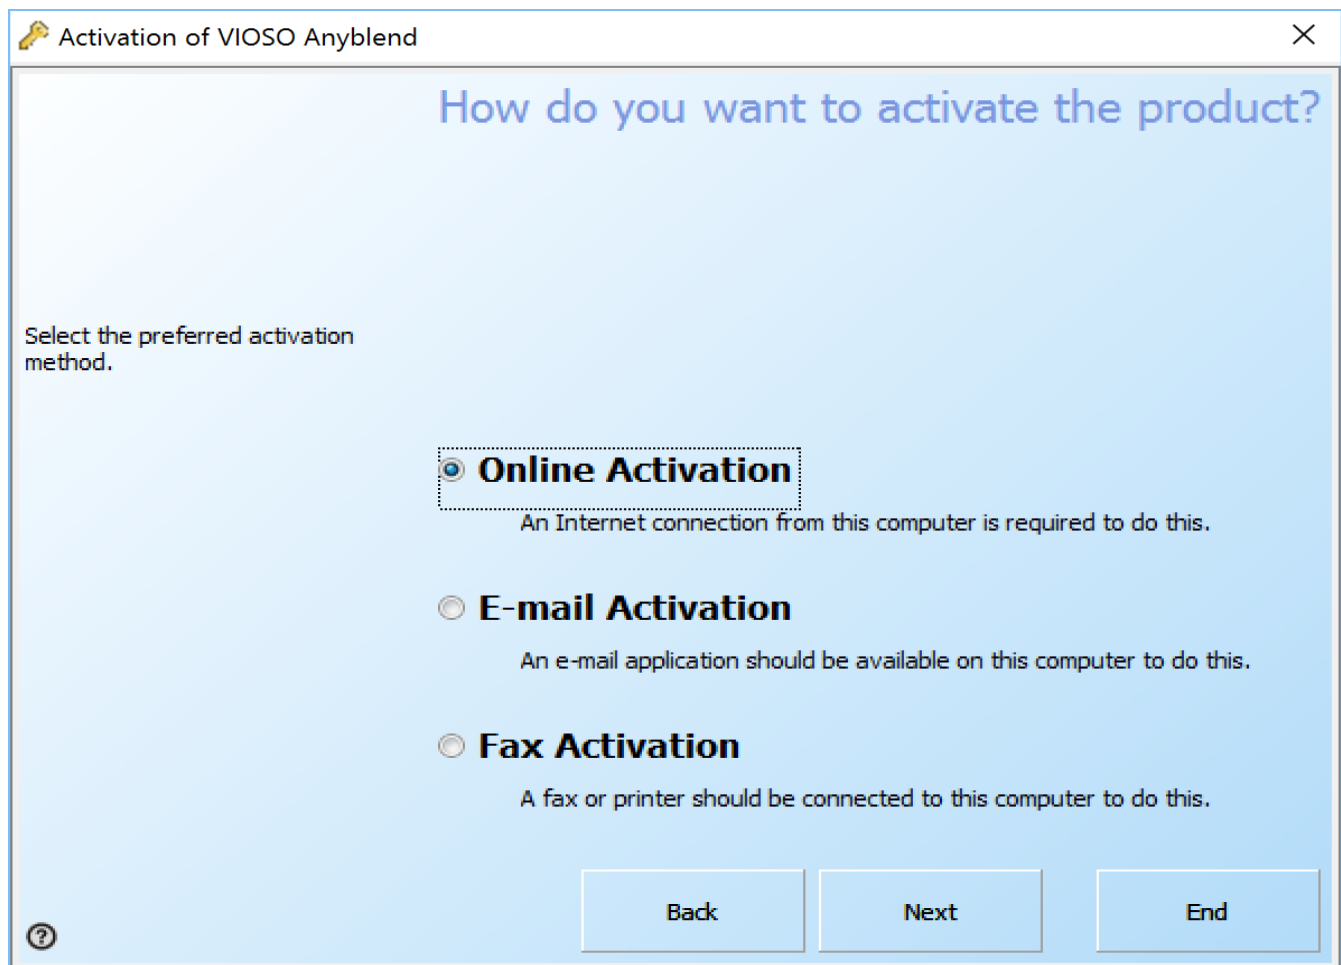 Activation of VIOSO Anyblend
How do you want to activate the product?
Select the preferred activation
method.
Online Activation
An Internet connection from this computer is required to do this.
E-mail Activation
An e-mail application should be available on this computer to do this.
Fax Activation
A fax or printer should be connected to this computer to do this.
Back
Next
End
?